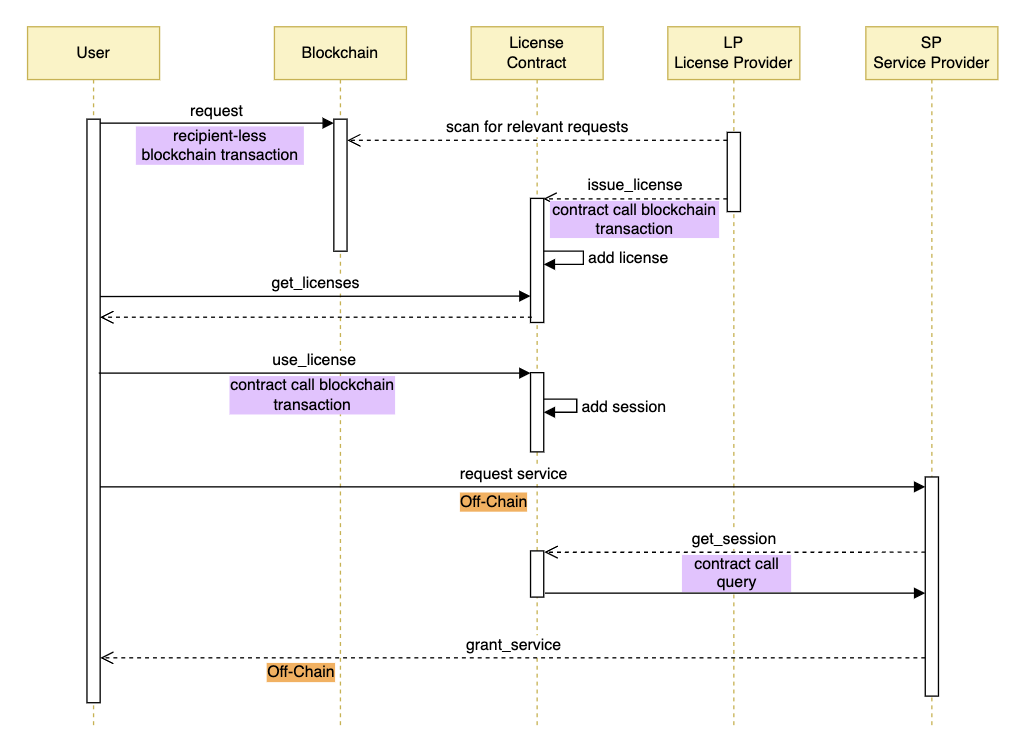 User
Blockchain
License
Contract
LP
License Provider
SP
Service Provider
request
recipient-less
blockchain transaction
scan for relevant requests
issue_license
contract call blockchain
transaction
add license
get_licenses
use_license
contract call blockchain
transaction
add session
request service
Off-Chain
get_session
contract call
query
grant_service
Off-Chain